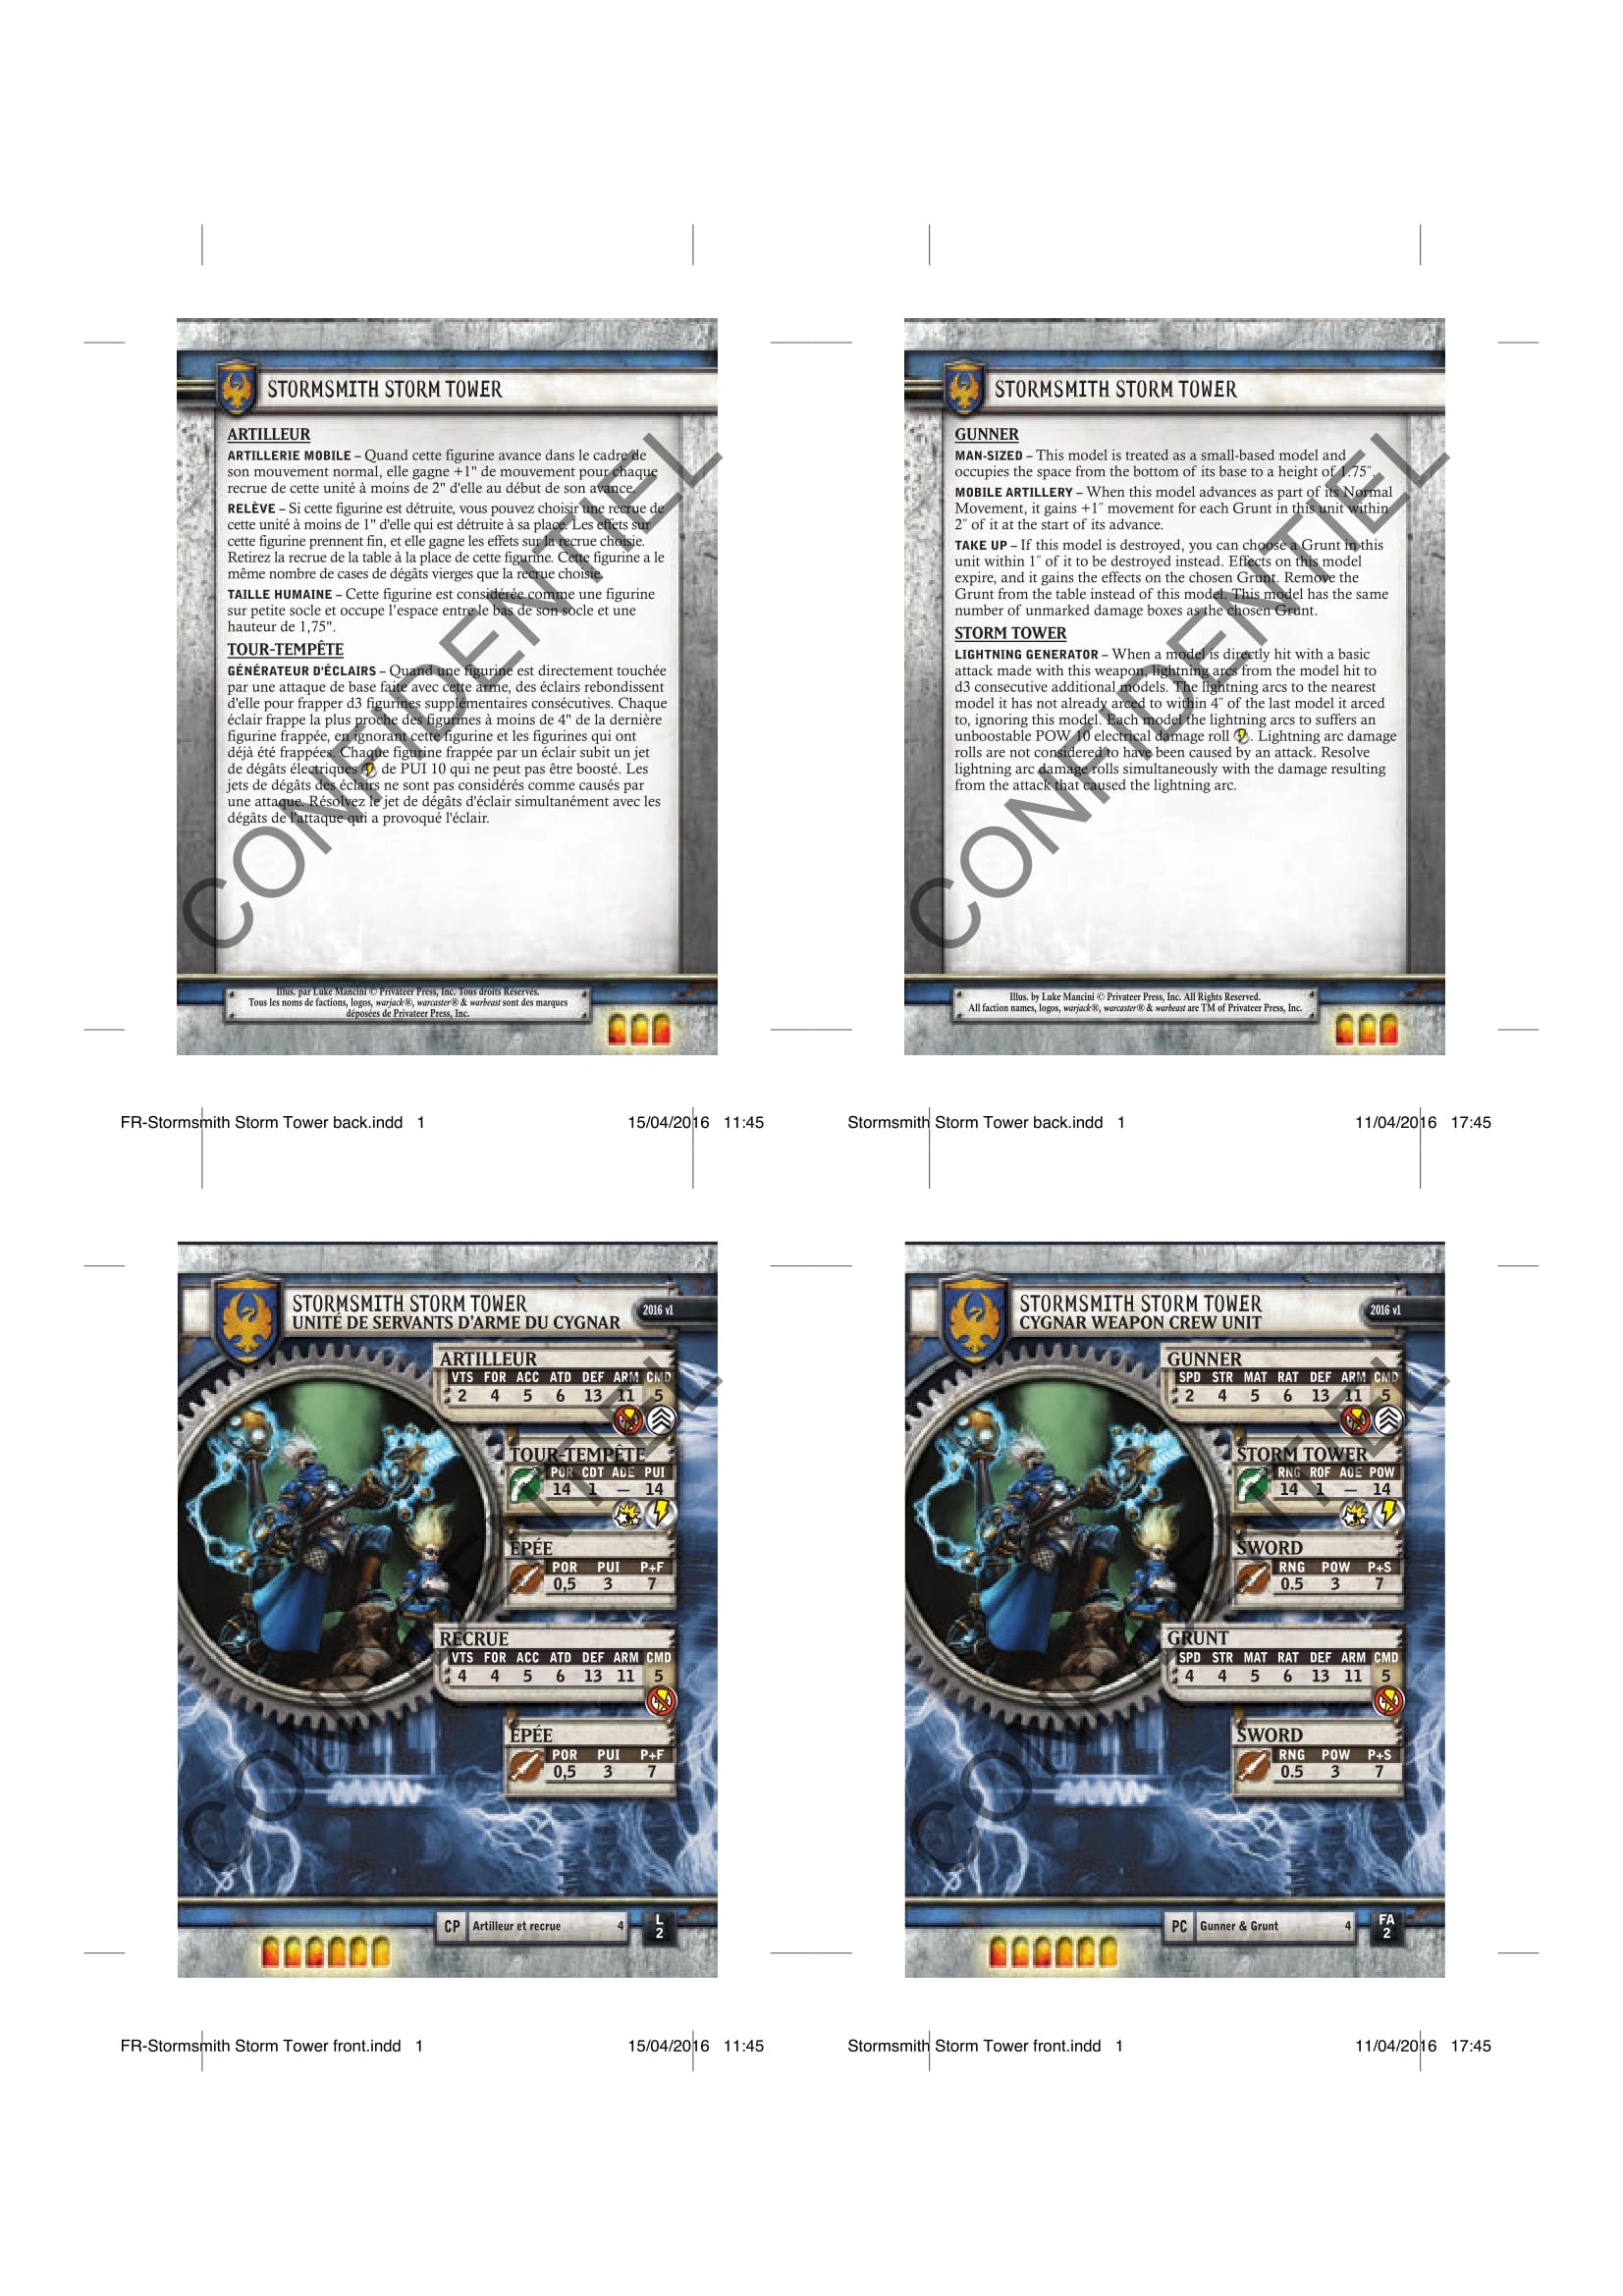 STORMSMITH STORM TOWER
ARTILLEUR
ARTILLERIE MOBILE – Quand cette figurine avance dans le cadre de
son mouvement normal, elle gagne +1" de mouvement pour chaque
recrue de cette unité à moins de 2" d'elle au début de son avance.
RELÈVE – Si cette figurine est détruite, vous pouvez choisir une recrue de
cette unité à moins de 1" d'elle qui est détruite à sa place. Les effets sur
cette figurine prennent fin, et elle gagne les effets sur la recrue choisie.
Retirez la recrue de la table à la place de cette figurine. Cette figurine a le
même nombre de cases de dégâts vierges que la recrue choisie.
TAILLE HUMAINE – Cette figurine est considérée comme une figurine
sur petite socle et occupe l'espace entre le bas de son socle et une
hauteur de 1,75".
TOUR-TEMPÊTE
GÉNÉRATEUR D'ÉCLAIRS – Quand une figurine est directement touchée
par une attaque de base faite avec cette arme, des éclairs rebondissent
d'elle pour frapper d3 figurines supplémentaires consécutives. Chaque
éclair frappe la plus proche des figurines à moins de 4" de la dernière
figurine frappée, en ignorant cette figurine et les figurines qui ont
déjà été frappées. Chaque figurine frappée par un éclair subit un jet
de dégâts électriques de PUI 10 qui ne peut pas être boosté. Les
jets de dégâts des éclairs ne sont pas considérés comme causés par
une attaque. Résolvez le jet de dégâts d'éclair simultanément avec les
dégâts de l'attaque qui a provoqué l'éclair.
CONFIDENTIEL
Illus. par Luke Mancini © Privateer Press, Inc. Tous droits Réservés.
Tous les noms de factions, logos, warjack®, warcaster® & warbeast sont des marques
déposées de Privateer Press, Inc.
FR-Stormsmith Storm Tower back.indd 1 15/04/2016 11:45
STORMSMITH STORM TOWER
GUNNER
MAN-SIZED – This model is treated as a small-based model and
occupies the space from the bottom of its base to a height of 1.75˝.
MOBILE ARTILLERY – When this model advances as part of its Normal
Movement, it gains +1˝ movement for each Grunt in this unit within
2˝ of it at the start of its advance.
TAKE UP – If this model is destroyed, you can choose a Grunt in this
unit within 1˝ of it to be destroyed instead. Effects on this model
expire, and it gains the effects on the chosen Grunt. Remove the
Grunt from the table instead of this model. This model has the same
number of unmarked damage boxes as the chosen Grunt.
STORM TOWER
LIGHTNING GENERATOR – When a model is directly hit with a basic
attack made with this weapon, lightning arcs from the model hit to
d3 consecutive additional models. The lightning arcs to the nearest
model it has not already arced to within 4˝ of the last model it arced
to, ignoring this model. Each model the lightning arcs to suffers an
unboostable POW 10 electrical damage roll . Lightning arc damage
rolls are not considered to have been caused by an attack. Resolve
lightning arc damage rolls simultaneously with the damage resulting
from the attack that caused the lightning arc.
CONFIDENTIEL
Illus. by Luke Mancini © Privateer Press, Inc. All Rights Reserved.
All faction names, logos, warjack®, warcaster® & warbeast are TM of Privateer Press, Inc.
Stormsmith Storm Tower back.indd 1 11/04/2016 17:45
STORMSMITH STORM TOWER
UNITÉ DE SERVANTS D'ARME DU CYGNAR
2016 v1
ARTILLEUR
VTS FOR ACC ATD DEF ARM CMD
2 4 5 6 13 11 5
TOUR-TEMPÊTE
POR CDT ADE PUI
14 1 — 14
ÉPÉE
POR PUI P+F
0,5 3 7
RECRUE
VTS FOR ACC ATD DEF ARM CMD
4 4 5 6 13 11 5
ÉPÉE
POR PUI P+F
0,5 3 7
CONFIDENTIEL
CP Artilleur et recrue 4
L
2
FR-Stormsmith Storm Tower front.indd 1 15/04/2016 11:45
STORMSMITH STORM TOWER
CYGNAR WEAPON CREW UNIT
2016 v1
GUNNER
SPD STR MAT RAT DEF ARM CMD
2 4 5 6 13 11 5
STORM TOWER
RNG ROF AOE POW
14 1 — 14
SWORD
RNG POW P+S
0.5 3 7
GRUNT
SPD STR MAT RAT DEF ARM CMD
4 4 5 6 13 11 5
SWORD
RNG POW P+S
0.5 3 7
CONFIDENTIEL
PC Gunner & Grunt 4
FA
2
Stormsmith Storm Tower front.indd 1 11/04/2016 17:45